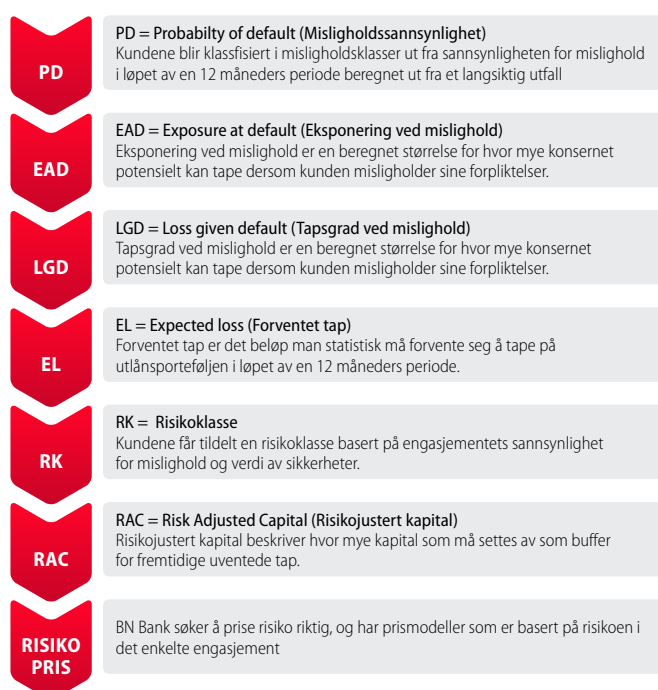 PD
PD = Probabilty of default (Misligholdssannsynlighet)
Kundene blir klassfisiert i misligholdsklasser ut fra sannsynligheten for mislighold
i løpet av en 12 måneders periode beregnet ut fra et langsiktig utfall
EAD
EAD = Exposure at default (Eksponering ved mislighold)
Eksponering ved mislighold er en beregnet størrelse for hvor mye konsernet
potensielt kan tape dersom kunden misligholder sine forpliktelser.
LGD
LGD = Loss given default (Tapsgrad ved mislighold)
Tapsgrad ved mislighold er en beregnet størrelse for hvor mye konsernet
potensielt kan tape dersom kunden misligholder sine forpliktelser.
EL
EL = Expected loss (Forventet tap)
Forventet tap er det beløp man statistisk må forvente seg å tape på
utlånsporteføljen i løpet av en 12 måneders periode.
RK
RK = Risikoklasse
Kundene får tildelt en risikoklasse basert på engasjementets sannsynlighet
for mislighold og verdi av sikkerheter.
RAC
RAC = Risk Adjusted Capital (Risikojustert kapital)
Risikojustert kapital beskriver hvor mye kapital som må settes av som buffer
for fremtidige uventede tap.
RISIKO
PRIS
BN Bank søker å prise risiko riktig, og har prismodeller som er basert på risikoen i
det enkelte engasjement